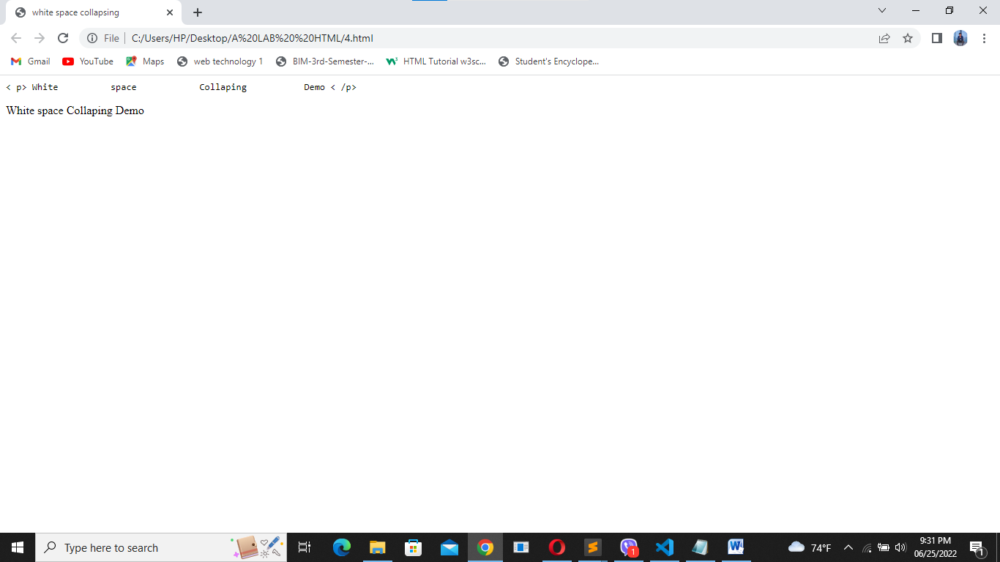 white space collapsing
File C:/Users/HP/Desktop/A%20LAB%20%20HTML/4.html
Gmail YouTube Maps web technology 1 BIM-3rd-Semester-... HTML Tutorial w3sc... Student's Encyclope...
< p> White          space            Collaping           Demo < /p>
White space Collaping Demo
Type here to search
1
74°F
9:31 PM
06/25/2022
1